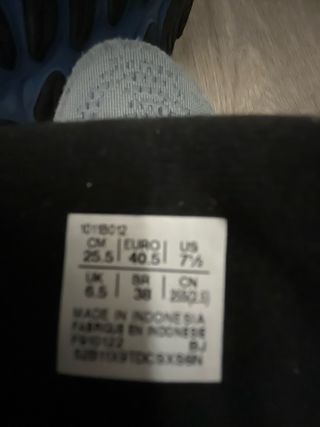 1011B012
CM EURO US
25.5 40.5 7½
UK BR CN
6.5 38 255(2.5)
MADE IN INDONESIA
FABRIQUE EN INDONESIE
F910122 BJ